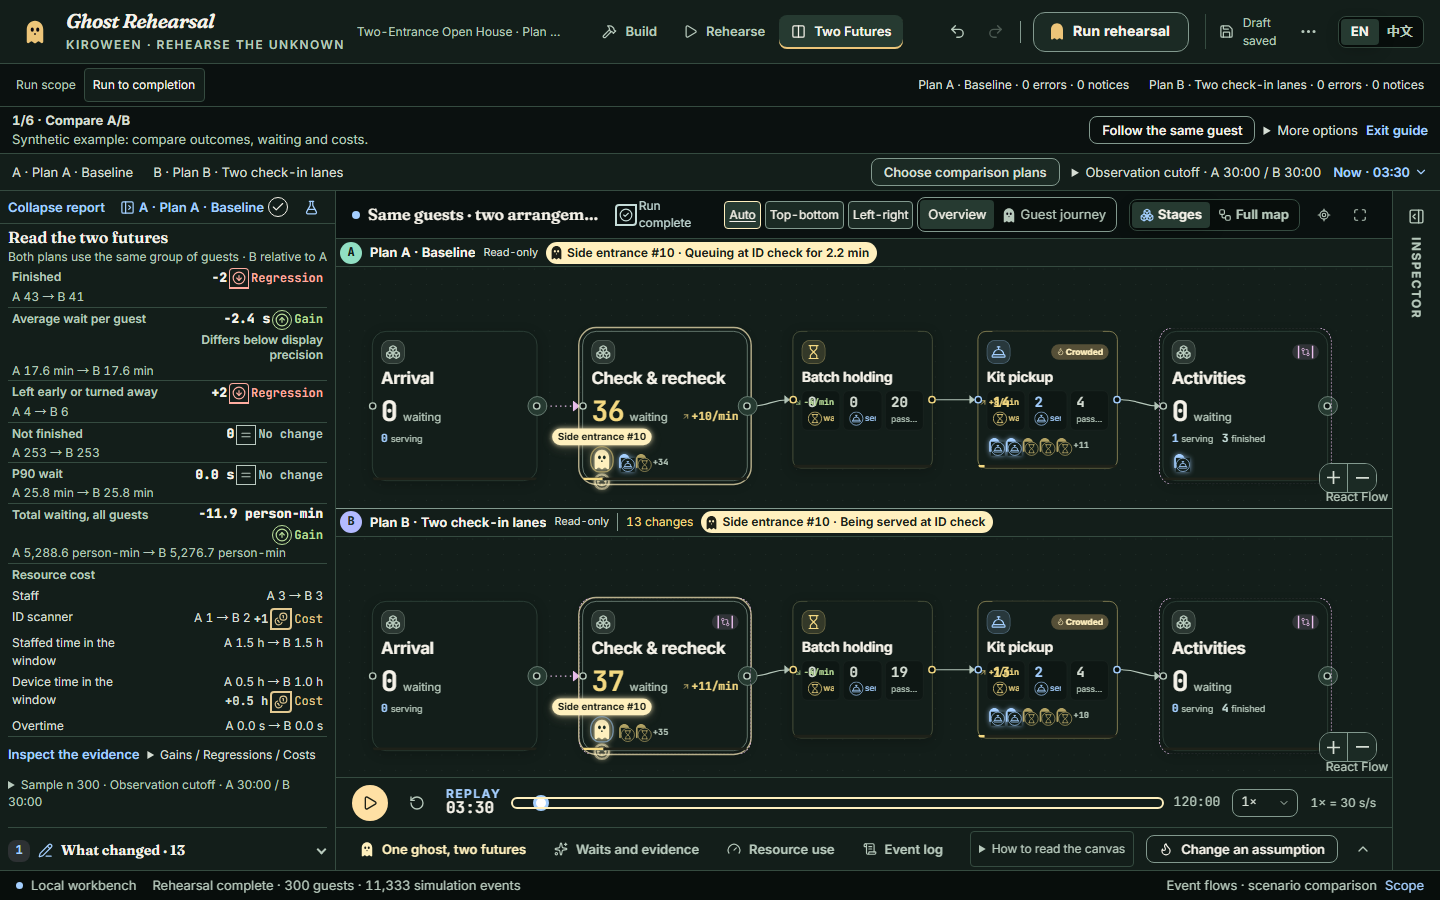 Ghost Rehearsal
KIROWEEN · REHEARSE THE UNKNOWN
Two-Entrance Open House · Plan ...
Build
Rehearse
Two Futures
Run rehearsal
Draft saved
EN
中文
Run scope
Run to completion
Plan A · Baseline · 0 errors · 0 notices
Plan B · Two check-in lanes · 0 errors · 0 notices
1/6 · Compare A/B
Synthetic example: compare outcomes, waiting and costs.
Follow the same guest
More options
Exit guide
A · Plan A · Baseline
B · Plan B · Two check-in lanes
Choose comparison plans
Observation cutoff · A 30:00 / B 30:00
Now · 03:30
Collapse report
A · Plan A · Baseline
Read the two futures
Both plans use the same group of guests · B relative to A
Finished -2 Regression
A 43 → B 41
Average wait per guest -2.4 s Gain
Differs below display
precision
A 17.6 min → B 17.6 min
Left early or turned away +2 Regression
A 4 → B 6
Not finished 0 No change
A 253 → B 253
P90 wait 0.0 s No change
A 25.8 min → B 25.8 min
Total waiting, all guests -11.9 person-min
Gain
A 5,288.6 person-min → B 5,276.7 person-min
Resource cost
Staff A 3 → B 3
ID scanner A 1 → B 2 +1 Cost
Staffed time in the window A 1.5 h → B 1.5 h
Device time in the window A 0.5 h → B 1.0 h
+0.5 h Cost
Overtime A 0.0 s → B 0.0 s
Inspect the evidence
Gains / Regressions / Costs
Sample n 300 · Observation cutoff · A 30:00 / B
30:00
1 What changed · 13
Same guests · two arrangem...
Run complete
Auto
Top-bottom
Left-right
Overview
Guest journey
Stages
Full map
INSPECTOR
A Plan A · Baseline Read-only
Side entrance #10 · Queuing at ID check for 2.2 min
Arrival
0 waiting
0 serving
Check & recheck
36 waiting
+10/min
Side entrance #10
+34
Batch holding
0
20
pass...
Crowded
Kit pickup
2
4
pass...
+11
Activities
0 waiting
1 serving 3 finished
React Flow
B Plan B · Two check-in lanes Read-only 13 changes
Side entrance #10 · Being served at ID check
Arrival
0 waiting
0 serving
Check & recheck
37 waiting
+11/min
Side entrance #10
+35
Batch holding
0
19
pass...
Crowded
Kit pickup
2
4
pass...
+10
Activities
0 waiting
0 serving 4 finished
React Flow
REPLAY
03:30
120:00
1×
1× = 30 s/s
One ghost, two futures
Waits and evidence
Resource use
Event log
How to read the canvas
Change an assumption
Local workbench
Rehearsal complete · 300 guests · 11,333 simulation events
Event flows · scenario comparison
Scope